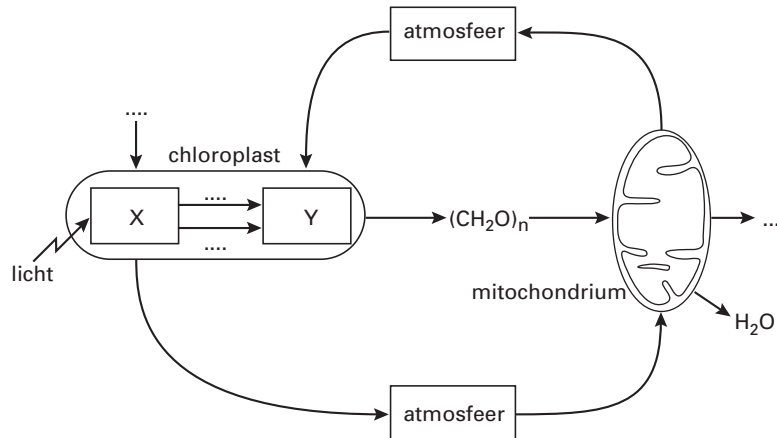 atmosfeer
....
chloroplast
X
....
Y
....
licht
(CH₂O)ₙ
...
mitochondrium
H₂O
atmosfeer